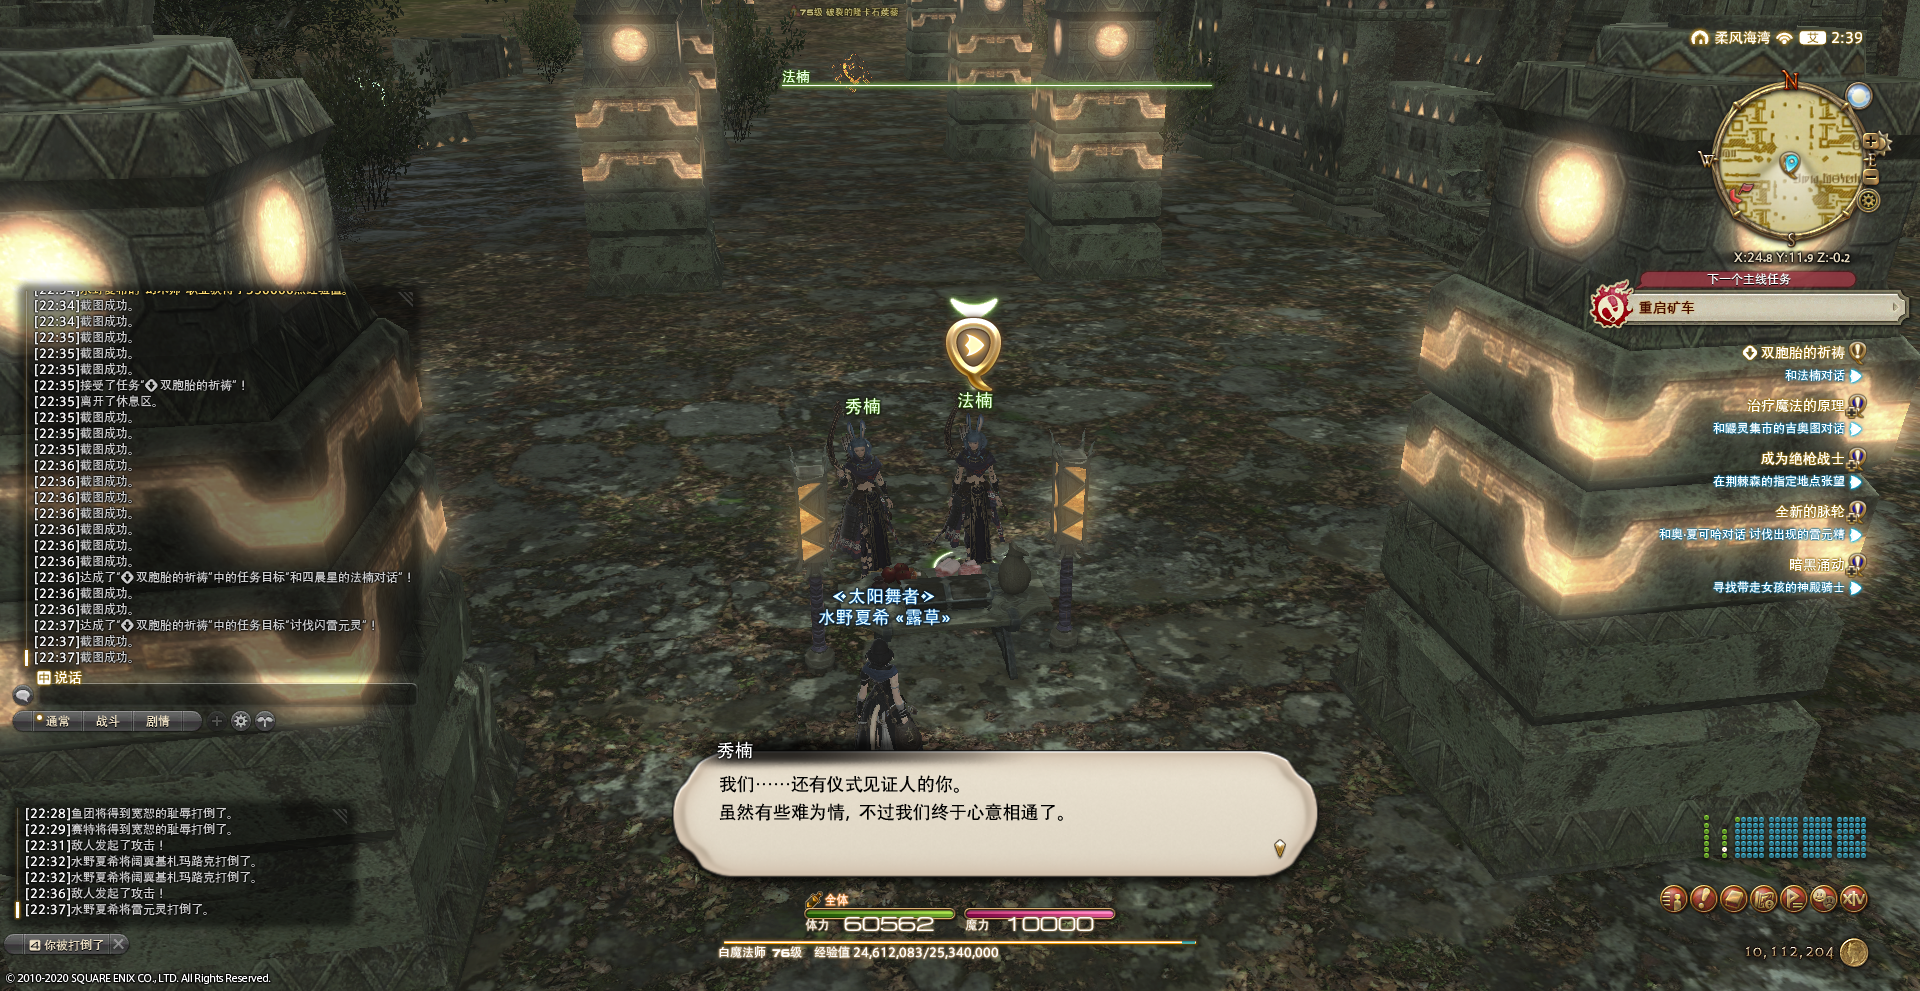 75级 破裂的隆卡石蒺藜
法楠
柔风海湾 艾 2:39
N
W
E
S
X:24.8 Y:11.9 Z:-0.2
下一个主线任务
重启矿车
双胞胎的祈祷
和法楠对话
治疗魔法的原理
和鼹灵集市的吉奥图对话
成为绝枪战士
在荆棘森的指定地点张望
全新的脉轮
和奥·夏可哈对话 讨伐出现的雷元精
暗黑涌动
寻找带走女孩的神殿骑士
[22:34]截图成功。
[22:34]截图成功。
[22:35]截图成功。
[22:35]截图成功。
[22:35]截图成功。
[22:35]接受了任务“双胞胎的祈祷”！
[22:35]离开了休息区。
[22:35]截图成功。
[22:35]截图成功。
[22:35]截图成功。
[22:36]截图成功。
[22:36]截图成功。
[22:36]截图成功。
[22:36]截图成功。
[22:36]截图成功。
[22:36]截图成功。
[22:36]截图成功。
[22:36]达成了“双胞胎的祈祷”中的任务目标“和四晨星的法楠对话”！
[22:36]截图成功。
[22:36]截图成功。
[22:37]达成了“双胞胎的祈祷”中的任务目标“讨伐闪雷元灵”！
[22:37]截图成功。
[22:37]截图成功。
说话
通常 战斗 剧情
秀楠
法楠
<太阳舞者>
水野夏希 «露草»
秀楠
我们……还有仪式见证人的你。
虽然有些难为情，不过我们终于心意相通了。
[22:28]鱼团将得到宽恕的耻辱打倒了。
[22:29]赛特将得到宽恕的耻辱打倒了。
[22:31]敌人发起了攻击！
[22:32]水野夏希将阔翼基札玛路克打倒了。
[22:32]水野夏希将阔翼基札玛路克打倒了。
[22:36]敌人发起了攻击！
[22:37]水野夏希将雷元灵打倒了。
4 你被打倒了
全体
体力 60562 魔力 10000
白魔法师 76级 经验值 24,612,083/25,340,000
XIV
10,112,204
© 2010-2020 SQUARE ENIX CO., LTD. All Rights Reserved.